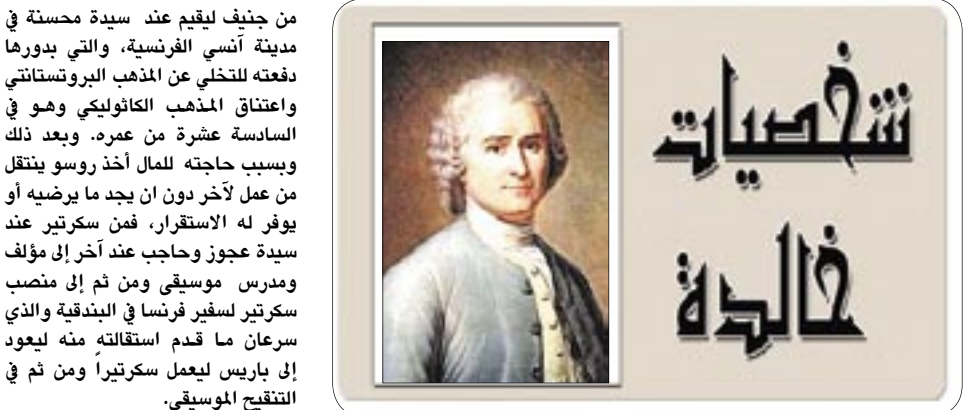 شخصيات
خالدة
من جنيف ليقيم عند سيدة محسنة في
مدينة آنسي الفرنسية، والتي بدورها
دفعته للتخلي عن المذهب البروتستانتي
واعتناق المذهب الكاثوليكي وهو في
السادسة عشرة من عمره. وبعد ذلك
وبسبب حاجته للمال أخذ روسو ينتقل
من عمل لآخر دون ان يجد ما يرضيه أو
يوفر له الاستقرار، فمن سكرتير عند
سيدة عجوز وحاجب عند آخر إلى مؤلف
ومدرس موسيقى ومن ثم إلى منصب
سكرتير لسفير فرنسا في البندقية والذي
سرعان ما قدم استقالته منه ليعود
إلى باريس ليعمل سكرتيراً ومن ثم في
التنقيح الموسيقي.